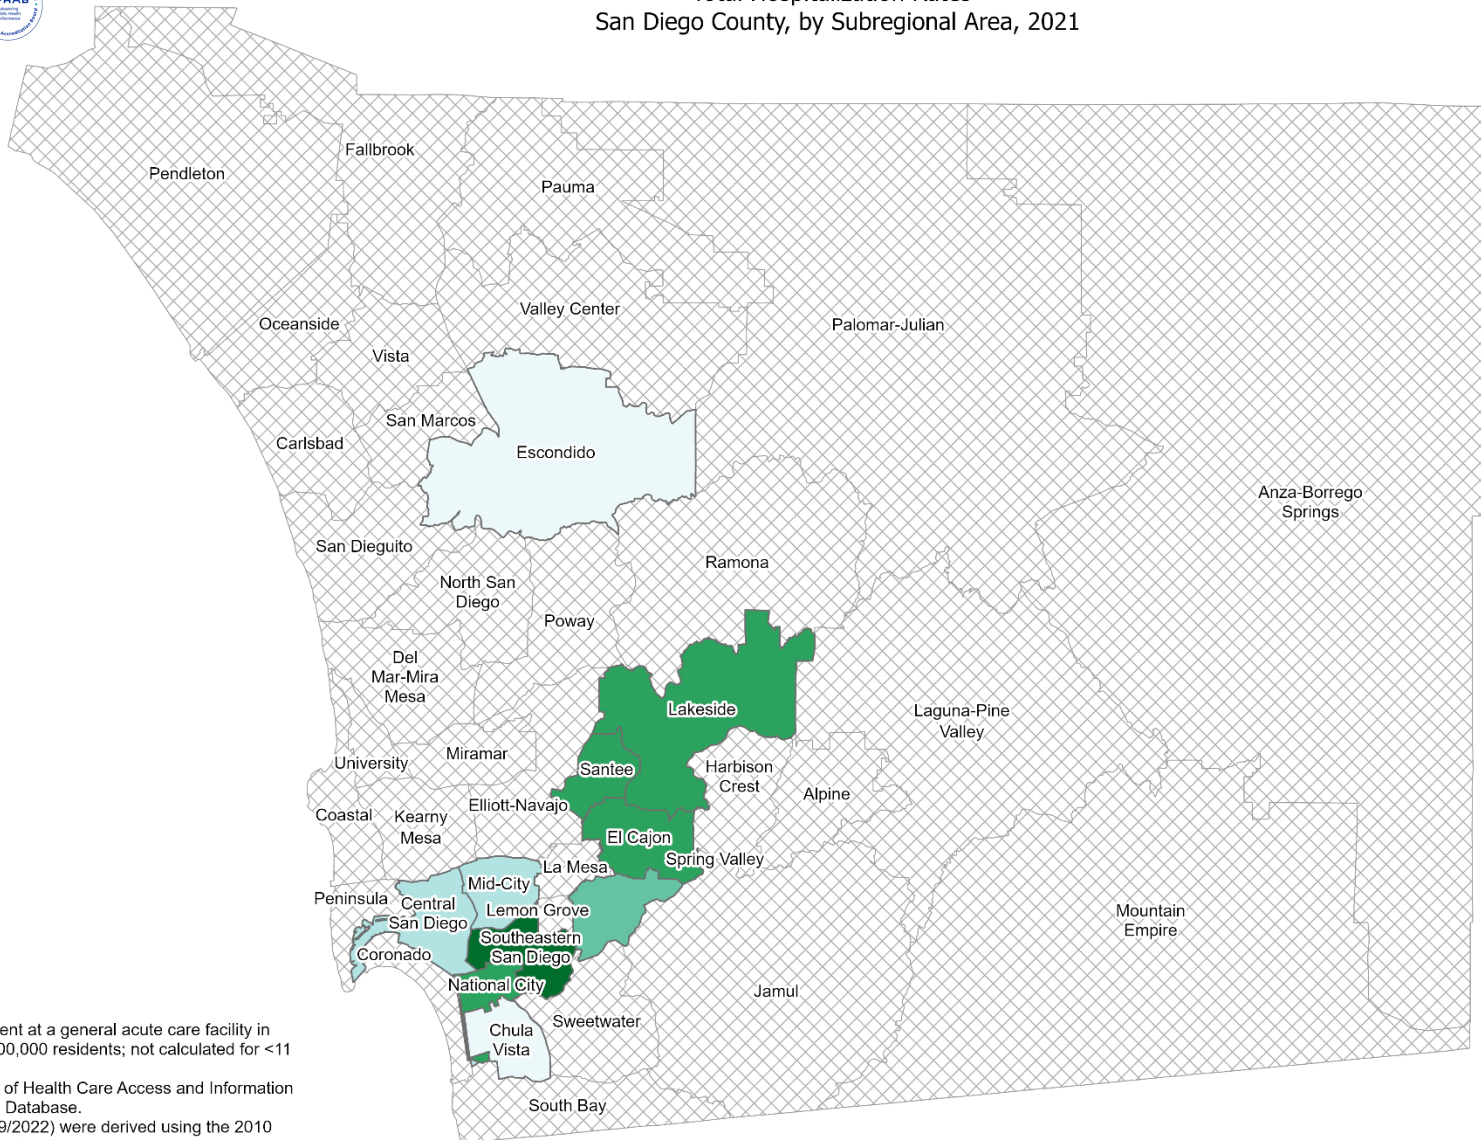 San Diego County, by Subregional Area, 2021
Pendleton
Fallbrook
Pauma
Oceanside
Valley Center
Palomar-Julian
Vista
San Marcos
Carlsbad
Escondido
Anza-Borrego
Springs
San Dieguito
Ramona
North San
Diego
Poway
Del
Mar-Mira
Mesa
Lakeside
Laguna-Pine
Valley
University
Miramar
Santee
Harbison
Crest
Alpine
Elliott-Navajo
Coastal
Kearny
Mesa
El Cajon
Spring Valley
La Mesa
Mid-City
Peninsula
Central
San Diego
Lemon Grove
Mountain
Empire
Southeastern
San Diego
Coronado
National City
Jamul
Sweetwater
Chula
Vista
South Bay
ent at a general acute care facility in
00,000 residents; not calculated for <11
of Health Care Access and Information
Database.
9/2022) were derived using the 2010